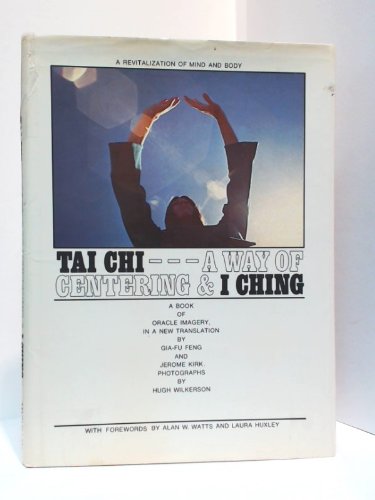 A REVITALIZATION OF MIND AND BODY
TAI CHI --- A WAY OF
CENTERING & I CHING
A BOOK
OF
ORACLE IMAGERY,
IN A NEW TRANSLATION
BY
GIA-FU FENG
AND
JEROME KIRK
PHOTOGRAPHS
BY
HUGH WILKERSON
WITH FOREWORDS BY ALAN W. WATTS AND LAURA HUXLEY